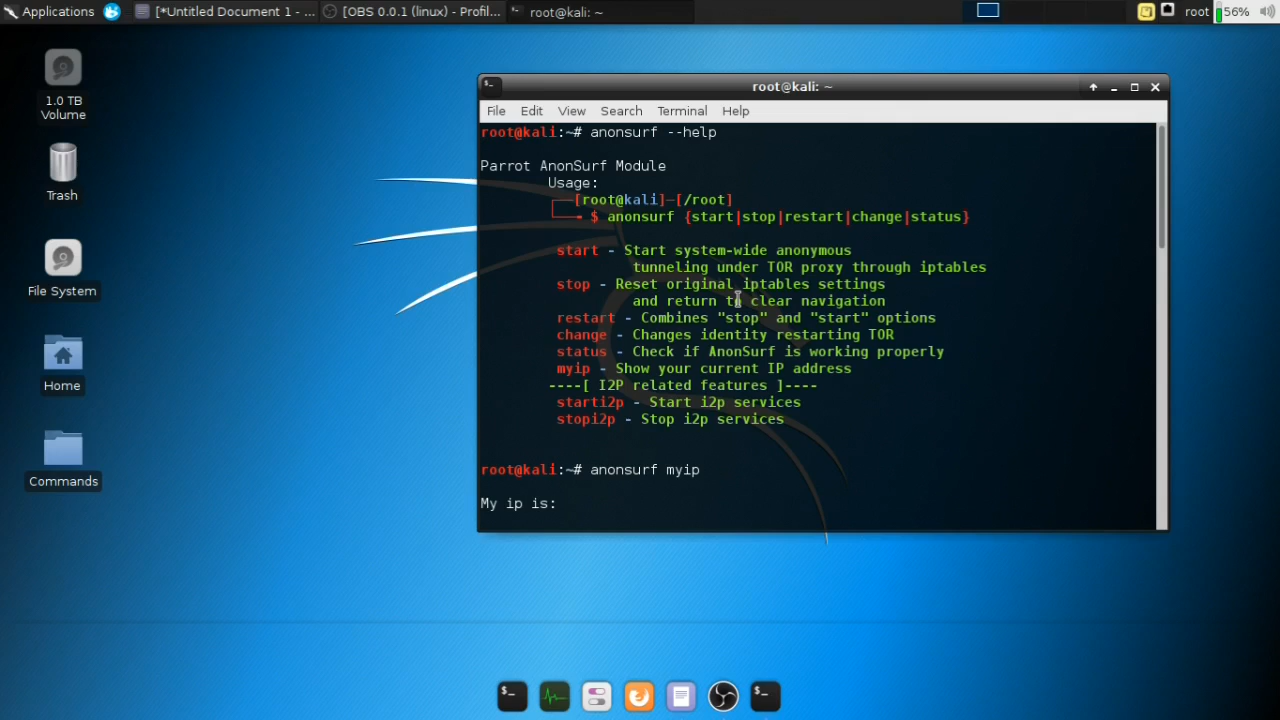 Applications
[*Untitled Document 1 - ...
[OBS 0.0.1 (linux) - Profil...
root@kali: ~
root
56%
1.0 TB
Volume
Trash
File System
Home
Commands
root@kali: ~
File Edit View Search Terminal Help
root@kali:~# anonsurf --help
Parrot AnonSurf Module
Usage:
┌──[root@kali]─[/root]
└──╼ $ anonsurf {start|stop|restart|change|status}
start - Start system-wide anonymous
tunneling under TOR proxy through iptables
stop - Reset original iptables settings
and return to clear navigation
restart - Combines "stop" and "start" options
change - Changes identity restarting TOR
status - Check if AnonSurf is working properly
myip - Show your current IP address
----[ I2P related features ]----
starti2p - Start i2p services
stopi2p - Stop i2p services
root@kali:~# anonsurf myip
My ip is: